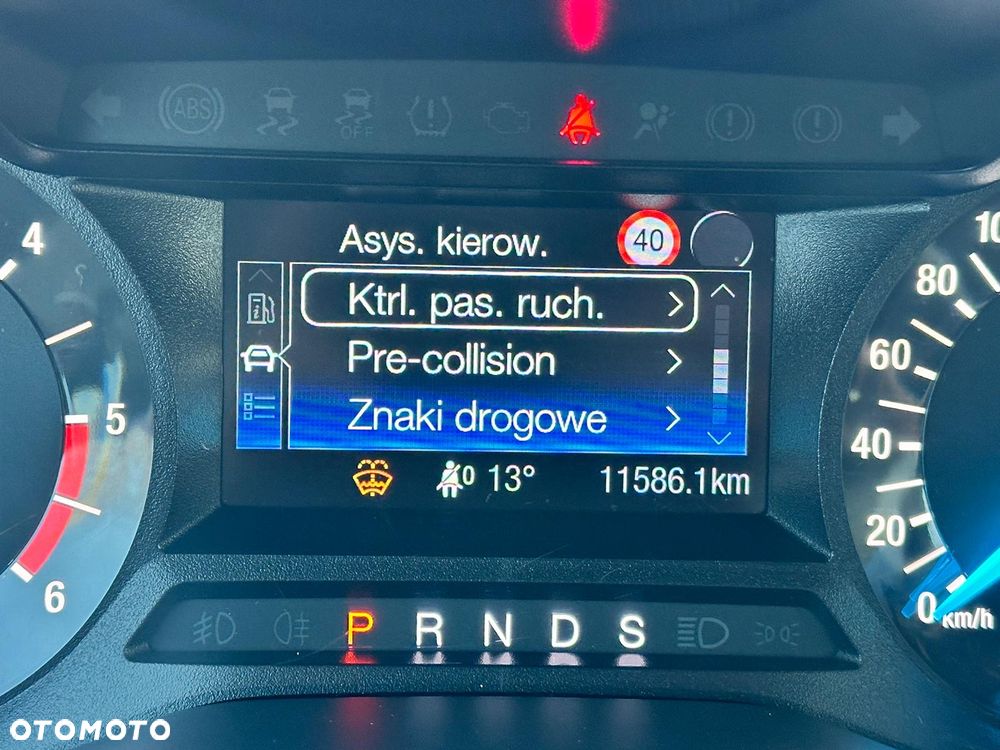 ABS
OFF
Asys. kierow.
40
Ktrl. pas. ruch.
Pre-collision
Znaki drogowe
0 13° 11586.1km
4
5
6
80
60
40
20
0 km/h
P R N D S
OTOMOTO